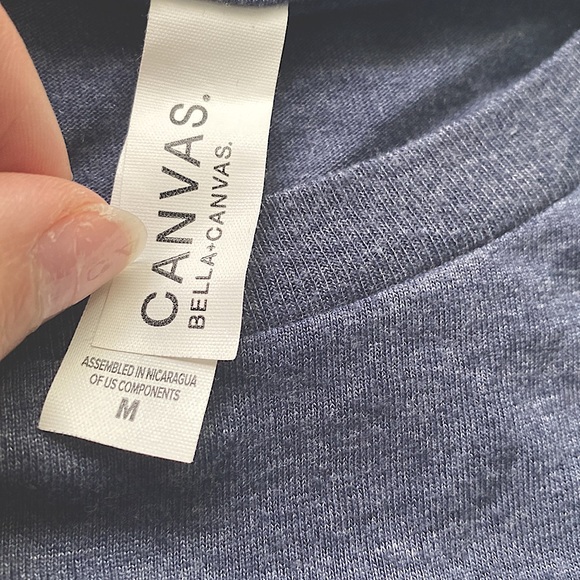 CANVAS.
BELLA+CANVAS.
ASSEMBLED IN NICARAGUA
OF US COMPONENTS
M